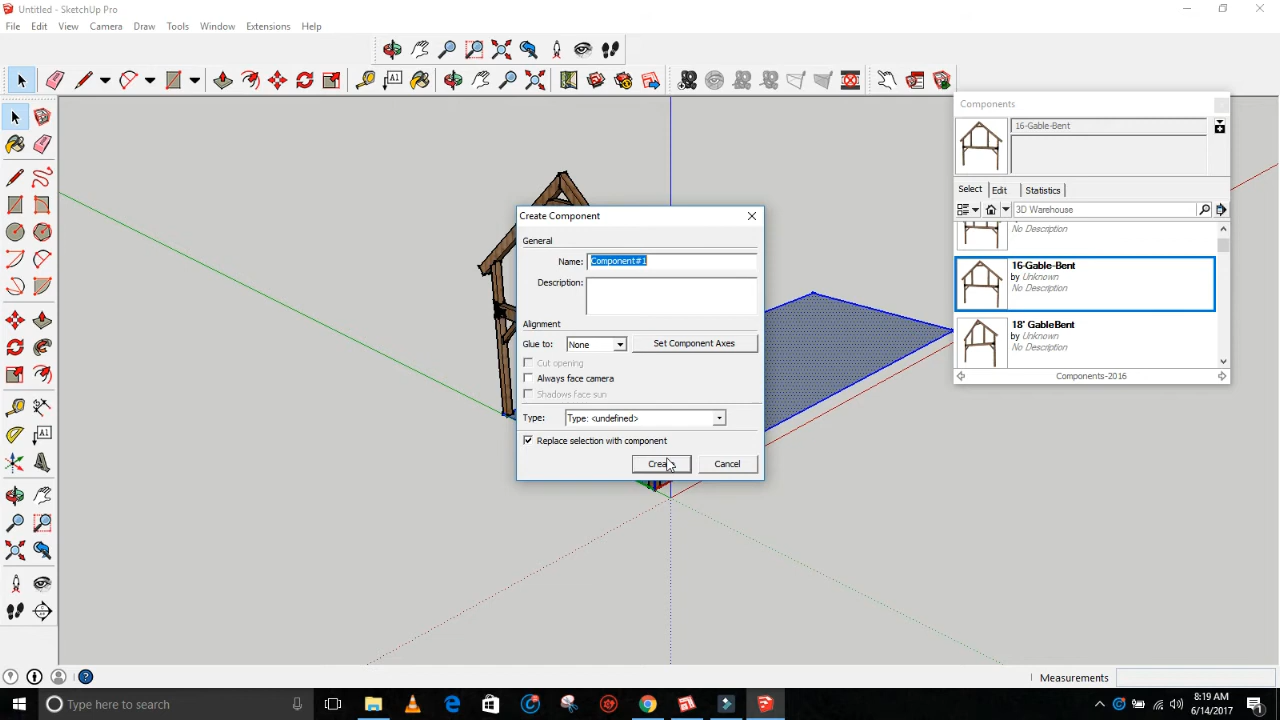 Untitled - SketchUp Pro
File Edit View Camera Draw Tools Window Extensions Help
Components
16-Gable-Bent
Select Edit Statistics
3D Warehouse
No Description
16-Gable-Bent
by Unknown
No Description
18' GableBent
by Unknown
No Description
Components-2016
Create Component
General
Name: Component#1
Description:
Alignment
Glue to: None Set Component Axes
Cut opening
Always face camera
Shadows face sun
Type: Type: <undefined>
Replace selection with component
Cancel
Measurements
Type here to search
8:19 AM
6/14/2017